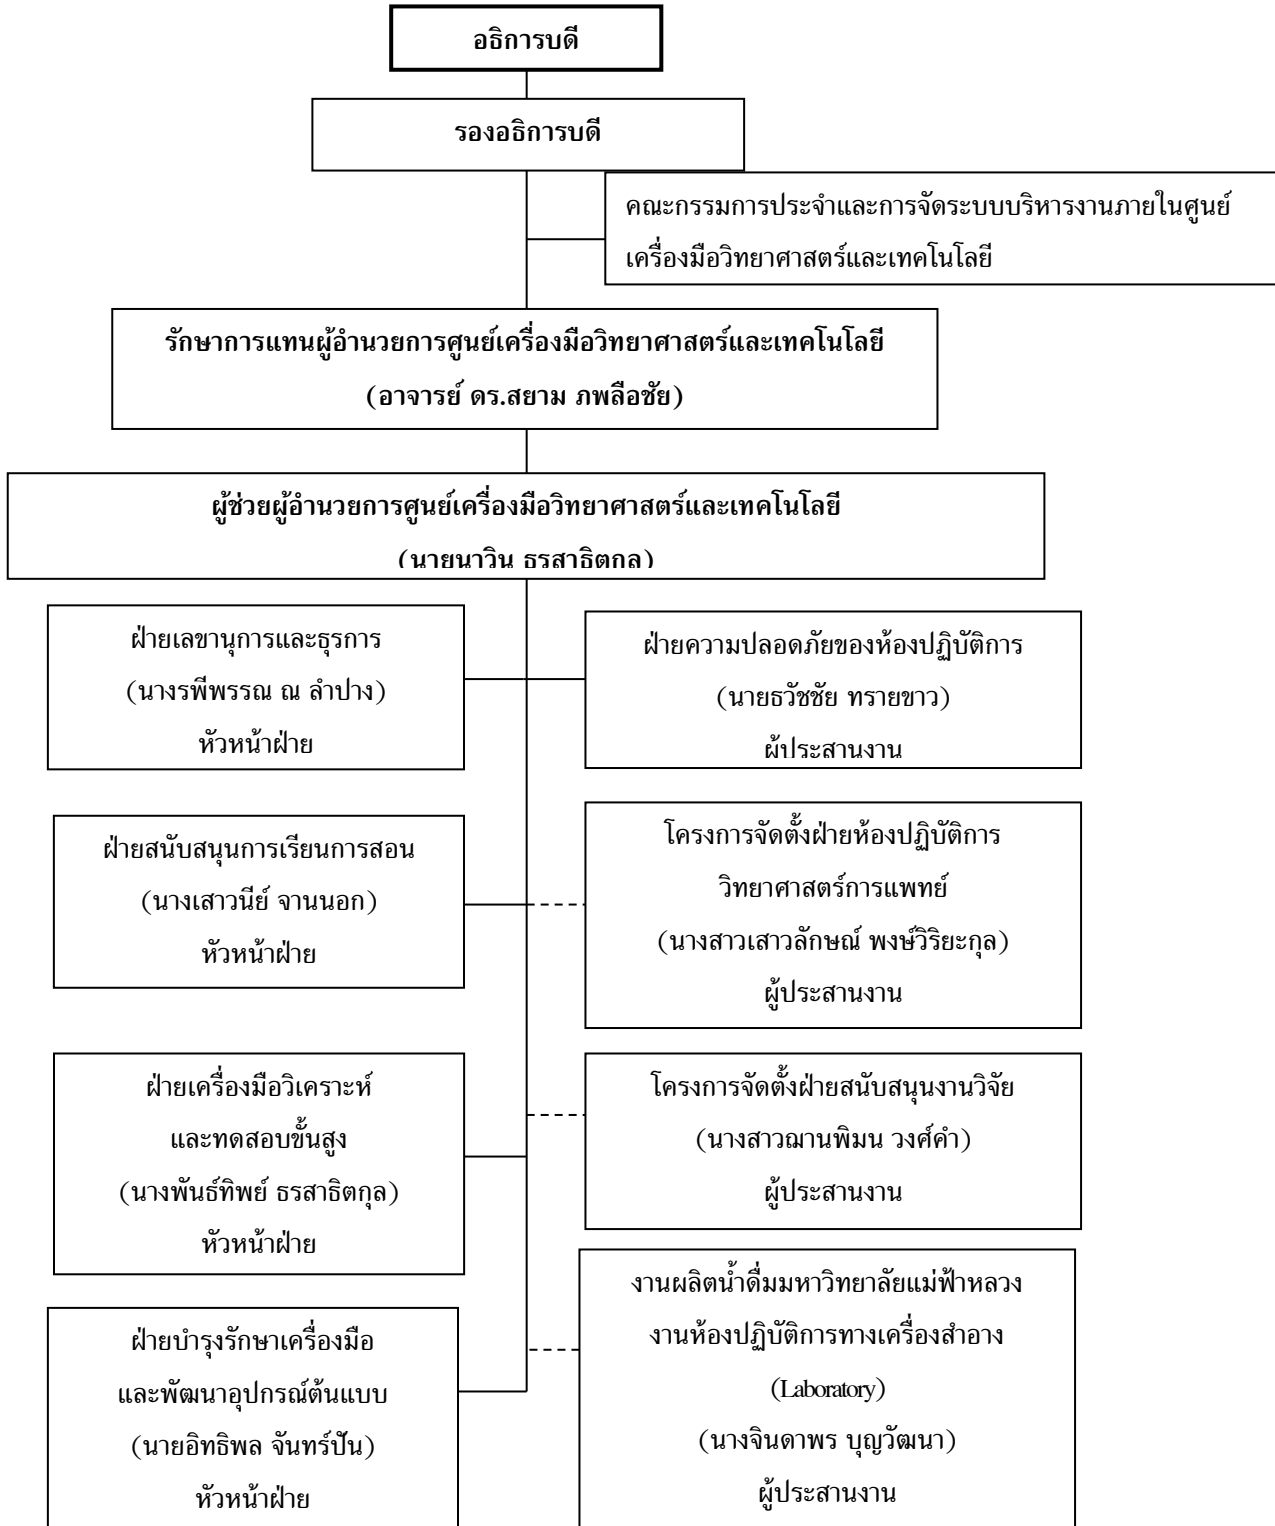 อธิการบดี
รองอธิการบดี
คณะกรรมการประจำและการจัดระบบบริหารงานภายในศูนย์
เครื่องมือวิทยาศาสตร์และเทคโนโลยี
รักษาการแทนผู้อำนวยการศูนย์เครื่องมือวิทยาศาสตร์และเทคโนโลยี
(อาจารย์ ดร.สยาม ภพลือชัย)
ผู้ช่วยผู้อำนวยการศูนย์เครื่องมือวิทยาศาสตร์และเทคโนโลยี
(นายนาวิน ธรสาธิตกุล)
ฝ่ายเลขานุการและธุรการ
(นางรพีพรรณ ณ ลำปาง)
หัวหน้าฝ่าย
ฝ่ายความปลอดภัยของห้องปฏิบัติการ
(นายธวัชชัย ทรายขาว)
ผู้ประสานงาน
ฝ่ายสนับสนุนการเรียนการสอน
(นางเสาวนีย์ จานนอก)
หัวหน้าฝ่าย
โครงการจัดตั้งฝ่ายห้องปฏิบัติการ
วิทยาศาสตร์การแพทย์
(นางสาวเสาวลักษณ์ พงษ์วิริยะกุล)
ผู้ประสานงาน
ฝ่ายเครื่องมือวิเคราะห์
และทดสอบขั้นสูง
(นางพันธ์ทิพย์ ธรสาธิตกุล)
หัวหน้าฝ่าย
โครงการจัดตั้งฝ่ายสนับสนุนงานวิจัย
(นางสาวฌานพิมน วงศ์คำ)
ผู้ประสานงาน
ฝ่ายบำรุงรักษาเครื่องมือ
และพัฒนาอุปกรณ์ต้นแบบ
(นายอิทธิพล จันทร์ปัน)
หัวหน้าฝ่าย
งานผลิตน้ำดื่มมหาวิทยาลัยแม่ฟ้าหลวง
งานห้องปฏิบัติการทางเครื่องสำอาง
(Laboratory)
(นางจินดาพร บุญวัฒนา)
ผู้ประสานงาน